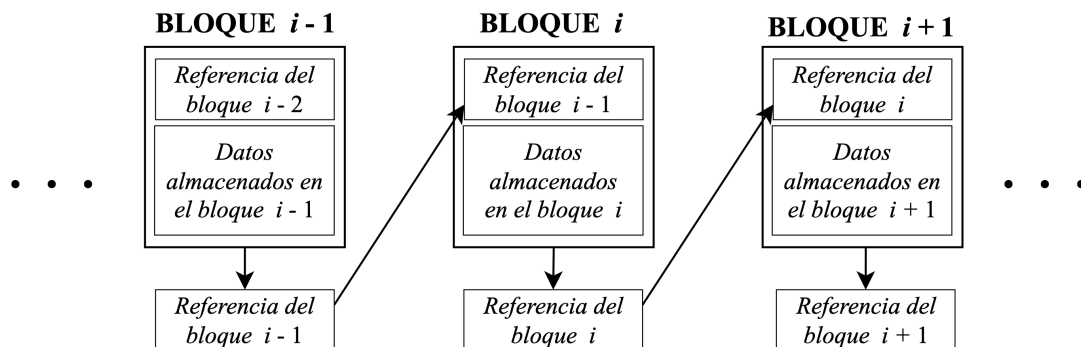 BLOQUE i - 1
Referencia del
bloque i - 2
Datos
almacenados en
el bloque i - 1
Referencia del
bloque i - 1
BLOQUE i
Referencia del
bloque i - 1
Datos
almacenados
en el bloque i
Referencia del
bloque i
BLOQUE i + 1
Referencia del
bloque i
Datos
almacenados en
el bloque i + 1
Referencia del
bloque i + 1